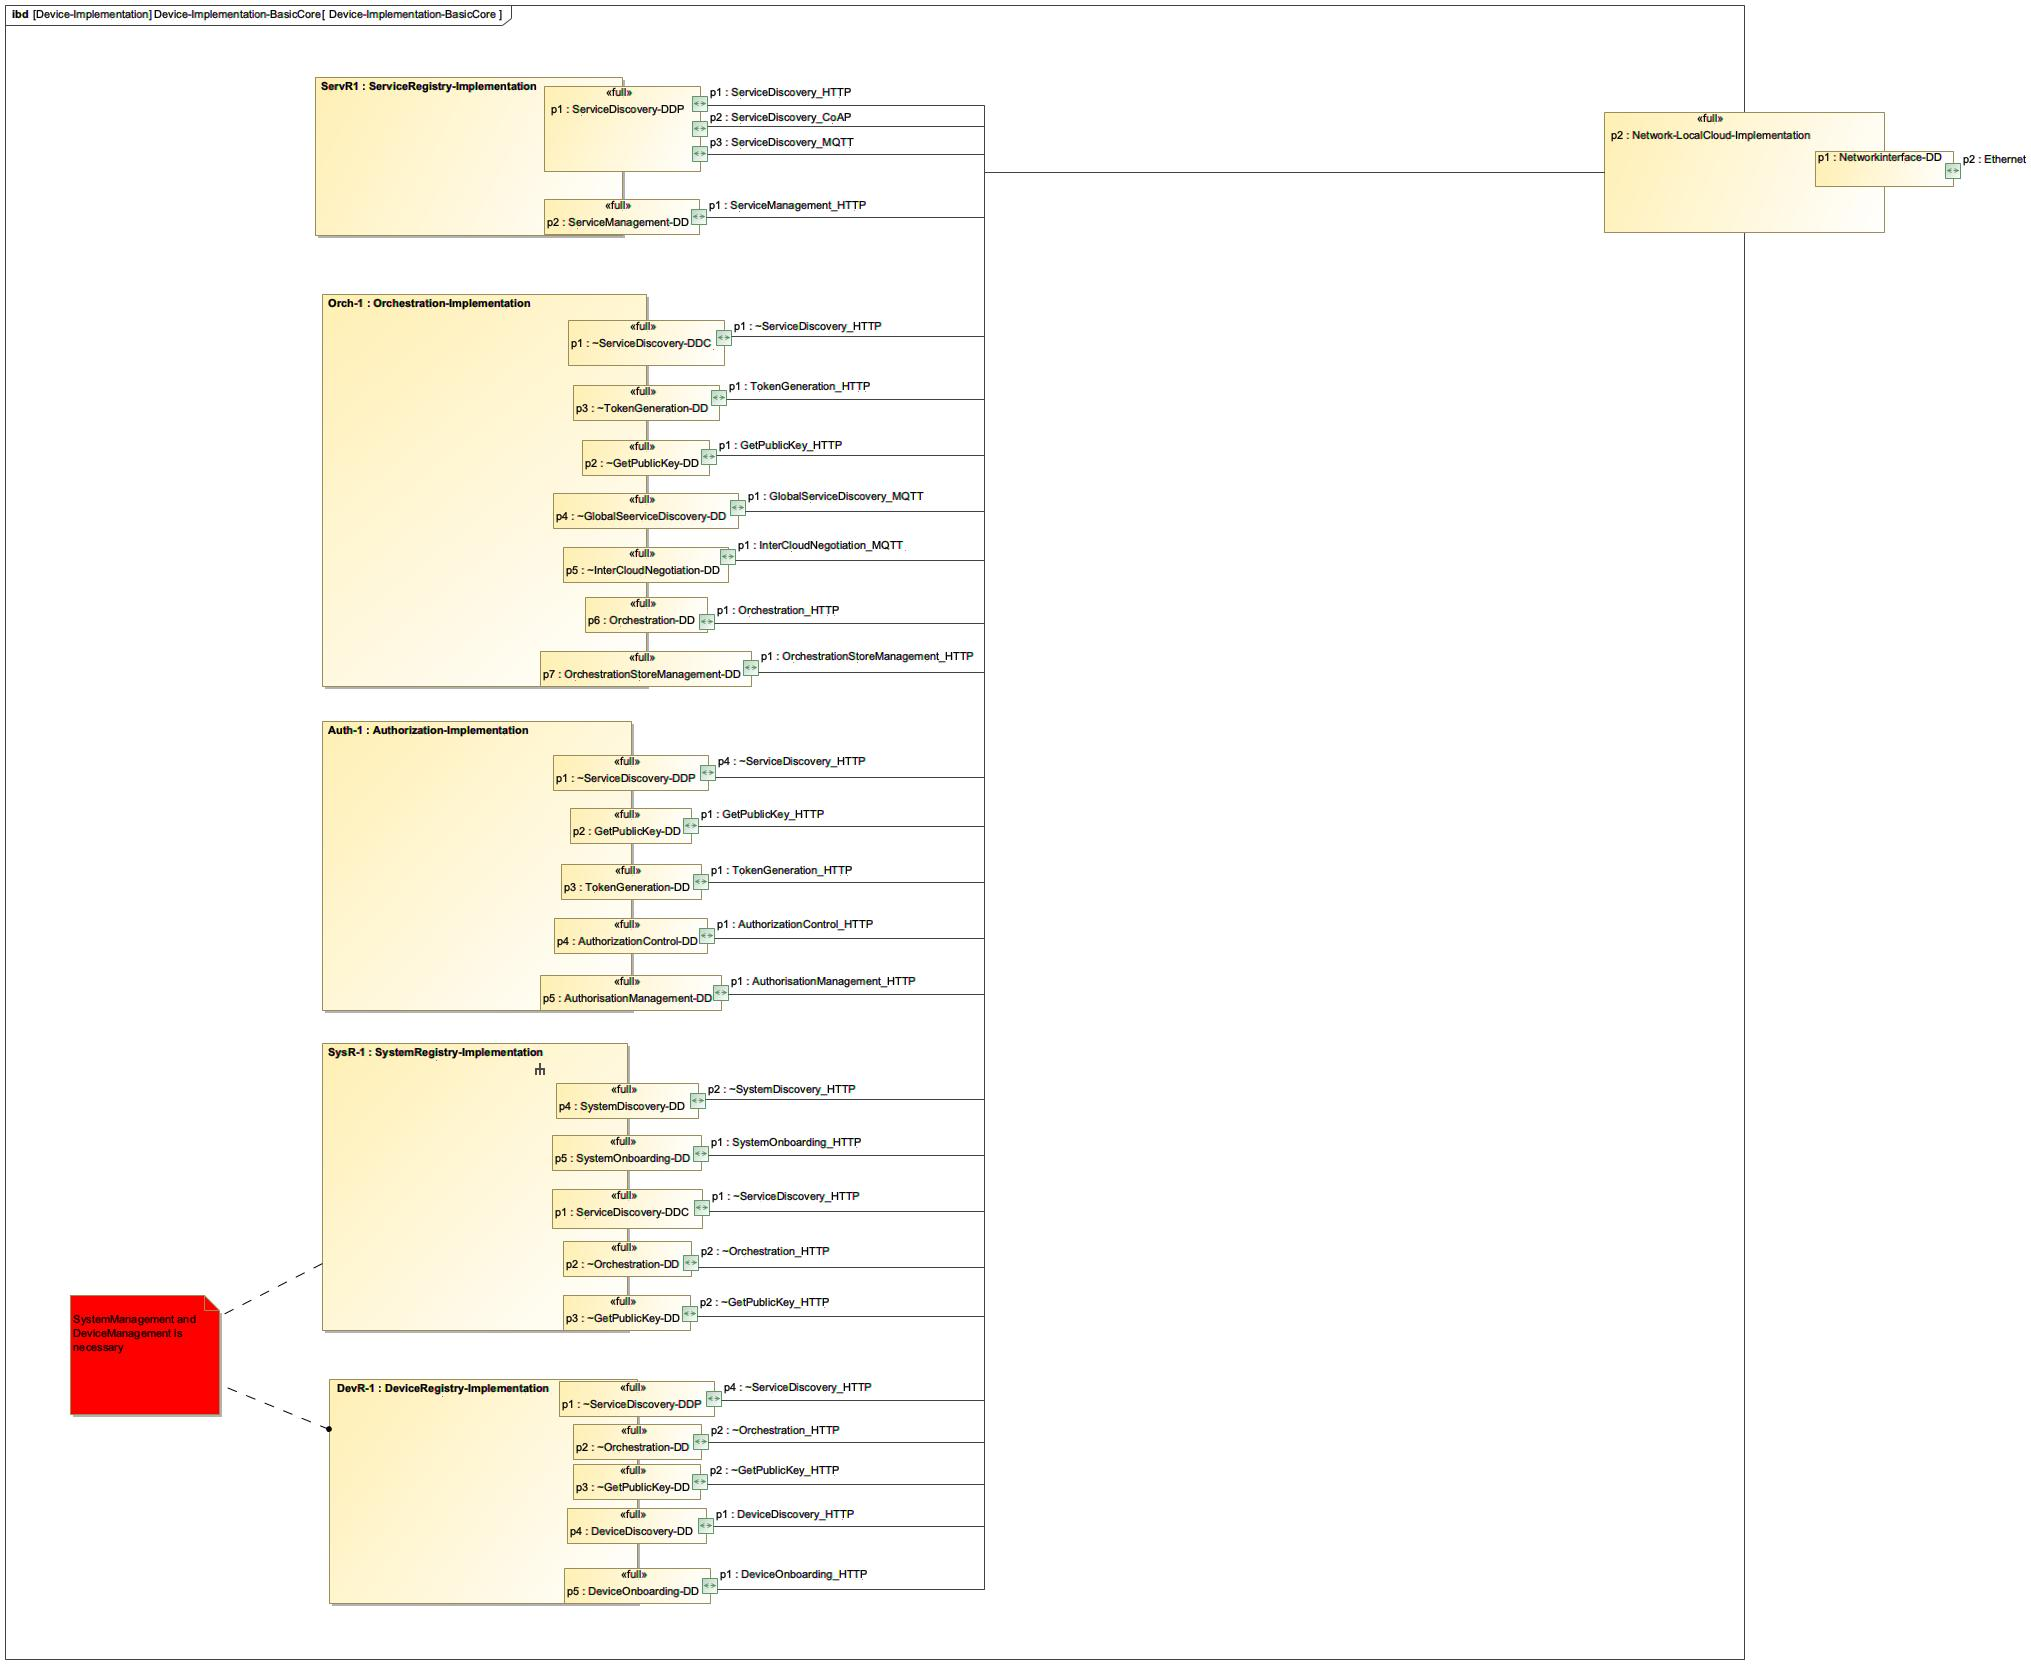 ibd [Device-Implementation] Device-Implementation-BasicCore[ Device-Implementation-BasicCore ]
ServR1 : ServiceRegistry-Implementation
«full»
p1 : ServiceDiscovery-DDP
p1 : ServiceDiscovery_HTTP
p2 : ServiceDiscovery_CoAP
p3 : ServiceDiscovery_MQTT
«full»
p2 : ServiceManagement-DD
p1 : ServiceManagement_HTTP
«full»
p2 : Network-LocalCloud-Implementation
p1 : Networkinterface-DD
p2 : Ethernet
Orch-1 : Orchestration-Implementation
«full»
p1 : ~ServiceDiscovery-DDC
p1 : ~ServiceDiscovery_HTTP
«full»
p3 : ~TokenGeneration-DD
p1 : TokenGeneration_HTTP
«full»
p2 : ~GetPublicKey-DD
p1 : GetPublicKey_HTTP
«full»
p4 : ~GlobalSeerviceDiscovery-DD
p1 : GlobalServiceDiscovery_MQTT
«full»
p5 : ~InterCloudNegotiation-DD
p1 : InterCloudNegotiation_MQTT
«full»
p6 : Orchestration-DD
p1 : Orchestration_HTTP
«full»
p7 : OrchestrationStoreManagement-DD
p1 : OrchestrationStoreManagement_HTTP
Auth-1 : Authorization-Implementation
«full»
p1 : ~ServiceDiscovery-DDP
p4 : ~ServiceDiscovery_HTTP
«full»
p2 : GetPublicKey-DD
p1 : GetPublicKey_HTTP
«full»
p3 : TokenGeneration-DD
p1 : TokenGeneration_HTTP
«full»
p4 : AuthorizationControl-DD
p1 : AuthorizationControl_HTTP
«full»
p5 : AuthorisationManagement-DD
p1 : AuthorisationManagement_HTTP
SysR-1 : SystemRegistry-Implementation
«full»
p4 : SystemDiscovery-DD
p2 : ~SystemDiscovery_HTTP
«full»
p5 : SystemOnboarding-DD
p1 : SystemOnboarding_HTTP
«full»
p1 : ServiceDiscovery-DDC
p1 : ~ServiceDiscovery_HTTP
«full»
p2 : ~Orchestration-DD
p2 : ~Orchestration_HTTP
«full»
p3 : ~GetPublicKey-DD
p2 : ~GetPublicKey_HTTP
SystemManagement and
DeviceManagement is
necessary
DevR-1 : DeviceRegistry-Implementation
«full»
p1 : ~ServiceDiscovery-DDP
p4 : ~ServiceDiscovery_HTTP
«full»
p2 : ~Orchestration-DD
p2 : ~Orchestration_HTTP
«full»
p3 : ~GetPublicKey-DD
p2 : ~GetPublicKey_HTTP
«full»
p4 : DeviceDiscovery-DD
p1 : DeviceDiscovery_HTTP
«full»
p5 : DeviceOnboarding-DD
p1 : DeviceOnboarding_HTTP